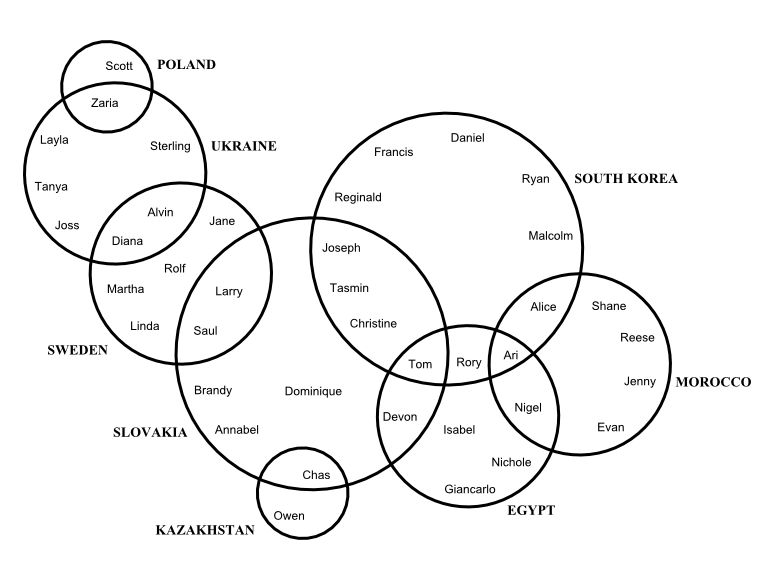 Scott
POLAND
Zaria
Layla
Sterling
UKRAINE
Tanya
Joss
Alvin
Diana
Jane
Rolf
Martha
Larry
Linda
Saul
SWEDEN
Daniel
Francis
Ryan
SOUTH KOREA
Reginald
Malcolm
Joseph
Tasmin
Christine
Alice
Shane
Reese
Tom
Rory
Ari
Jenny
MOROCCO
Brandy
Dominique
Devon
Nigel
Evan
Annabel
SLOVAKIA
Isabel
Nichole
Giancarlo
EGYPT
Chas
Owen
KAZAKHSTAN